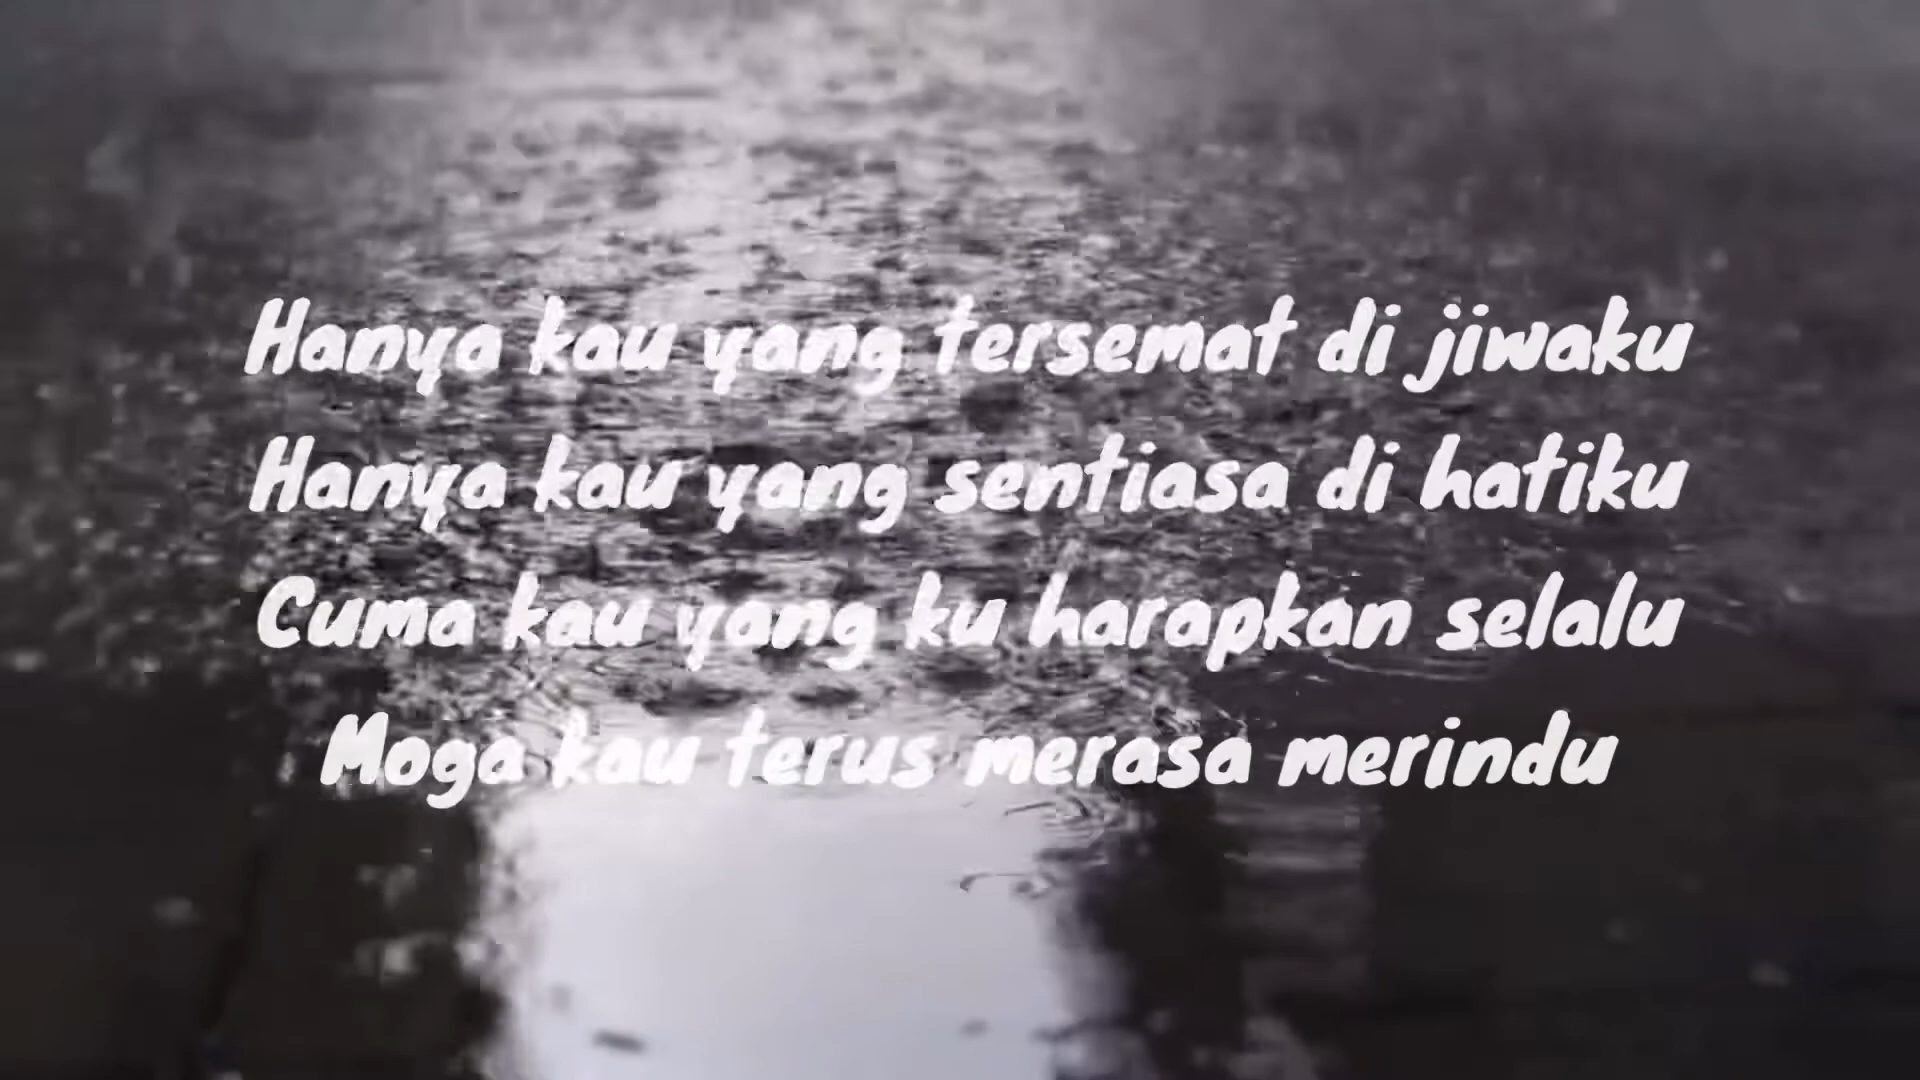 Hanya kau yang tersemat di jiwaku
Hanya kau yang sentiasa di hatiku
Cuma kau yang ku harapkan selalu
Moga kau terus merasa merindu